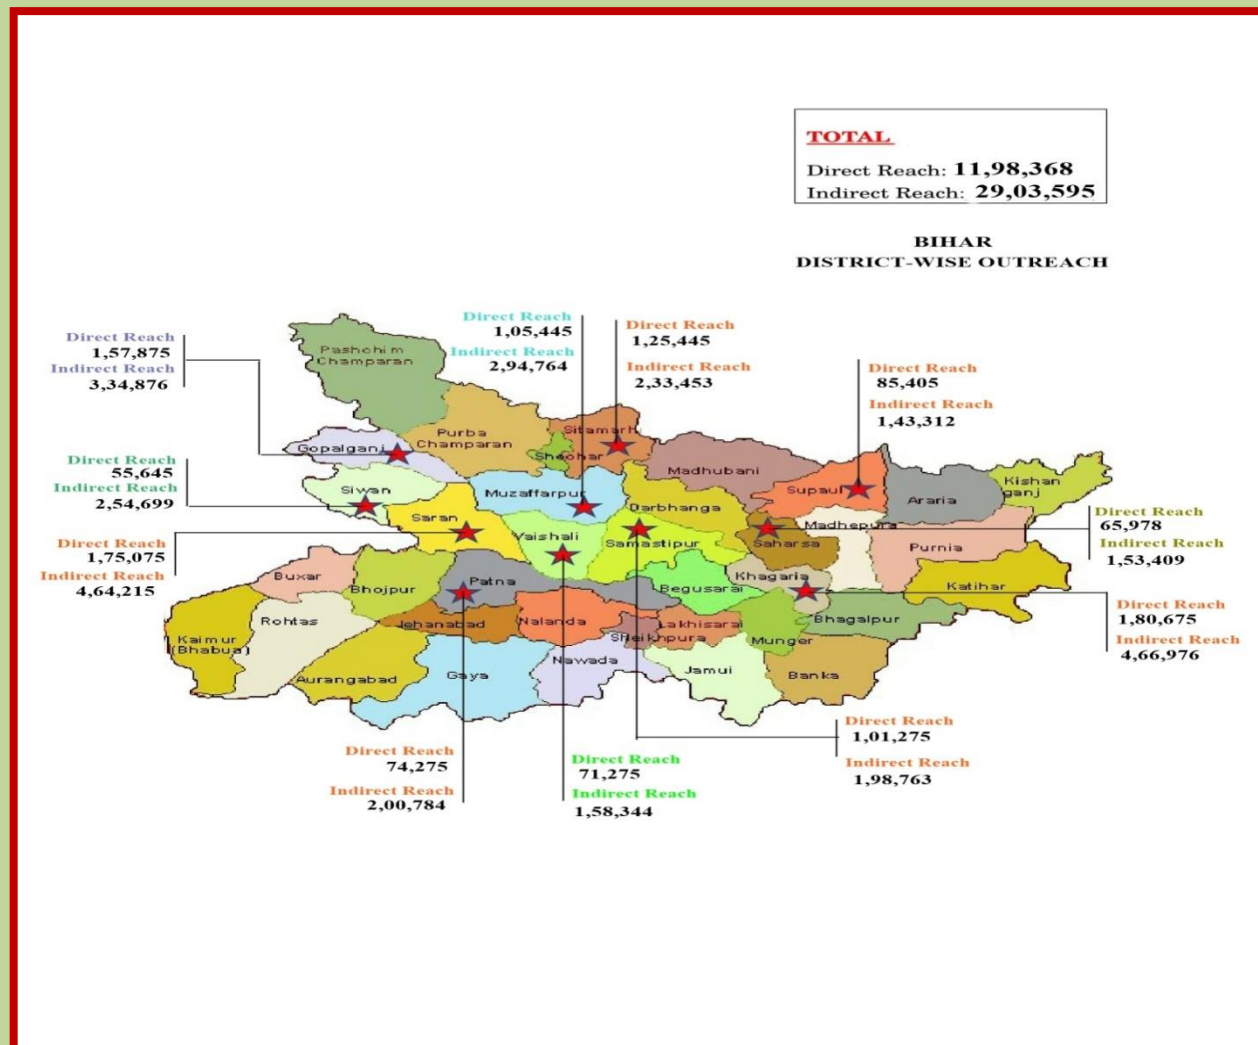 TOTAL
Direct Reach: 11,98,368
Indirect Reach: 29,03,595
BIHAR
DISTRICT-WISE OUTREACH
Direct Reach
1,57,875
Indirect Reach
3,34,876
Direct Reach
1,05,445
Indirect Reach
2,94,764
Direct Reach
1,25,445
Indirect Reach
2,33,453
Direct Reach
85,405
Indirect Reach
1,43,312
Direct Reach
55,645
Indirect Reach
2,54,699
Direct Reach
1,75,075
Indirect Reach
4,64,215
Direct Reach
65,978
Indirect Reach
1,53,409
Direct Reach
1,80,675
Indirect Reach
4,66,976
Direct Reach
74,275
Indirect Reach
2,00,784
Direct Reach
71,275
Indirect Reach
1,58,344
Direct Reach
1,01,275
Indirect Reach
1,98,763
Pashchim
Champaran
Purba
Champaran
Gopalganj
Sitamarhi
Sheohar
Madhubani
Siwan
Muzaffarpur
Darbhanga
Supaul
Araria
Kishan
ganj
Saran
Vaishali
Samastipur
Madhepura
Saharsa
Purnia
Buxar
Bhojpur
Patna
Begusarai
Khagaria
Katihar
Kaimur
(Bhabua)
Rohtas
Jehanabad
Nalanda
Sheikhpura
Lakhisarai
Munger
Bhagalpur
Aurangabad
Gaya
Nawada
Jamui
Banka